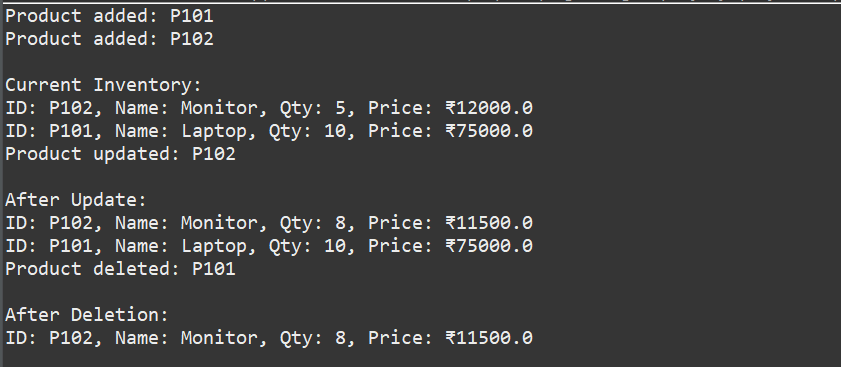 Product added: P101
Product added: P102
Current Inventory:
ID: P102, Name: Monitor, Qty: 5, Price: ₹12000.0
ID: P101, Name: Laptop, Qty: 10, Price: ₹75000.0
Product updated: P102
After Update:
ID: P102, Name: Monitor, Qty: 8, Price: ₹11500.0
ID: P101, Name: Laptop, Qty: 10, Price: ₹75000.0
Product deleted: P101
After Deletion:
ID: P102, Name: Monitor, Qty: 8, Price: ₹11500.0